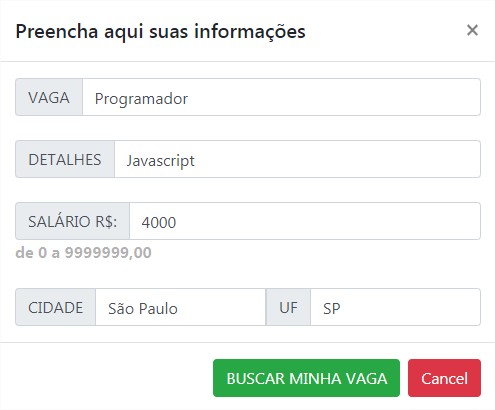 Preencha aqui suas informações ×
VAGA Programador
DETALHES Javascript
SALÁRIO R$: 4000
de 0 a 9999999,00
CIDADE São Paulo UF SP
BUSCAR MINHA VAGA Cancel